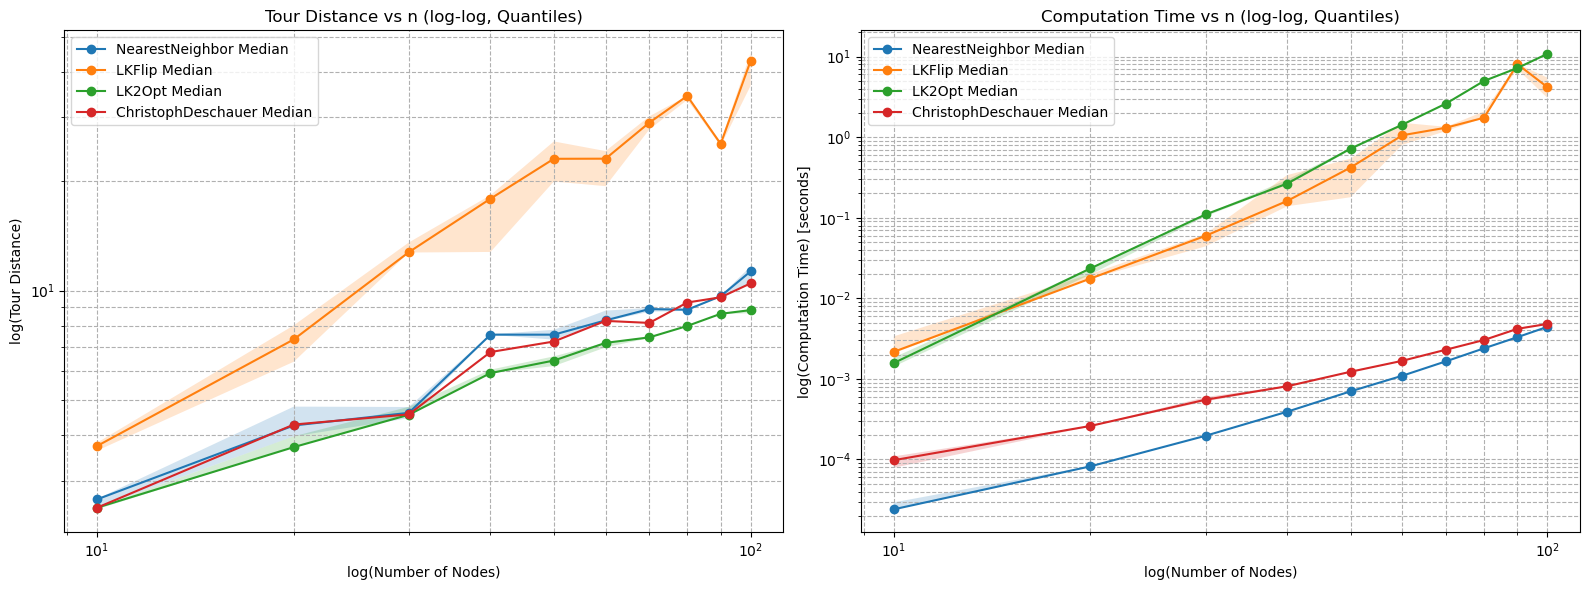 Tour Distance vs n (log-log, Quantiles)
NearestNeighbor Median
LKFlip Median
LK2Opt Median
ChristophDeschauer Median
log(Tour Distance)
10¹
10¹
10²
log(Number of Nodes)
Computation Time vs n (log-log, Quantiles)
NearestNeighbor Median
LKFlip Median
LK2Opt Median
ChristophDeschauer Median
log(Computation Time) [seconds]
10¹
10⁰
10⁻¹
10⁻²
10⁻³
10⁻⁴
10¹
10²
log(Number of Nodes)